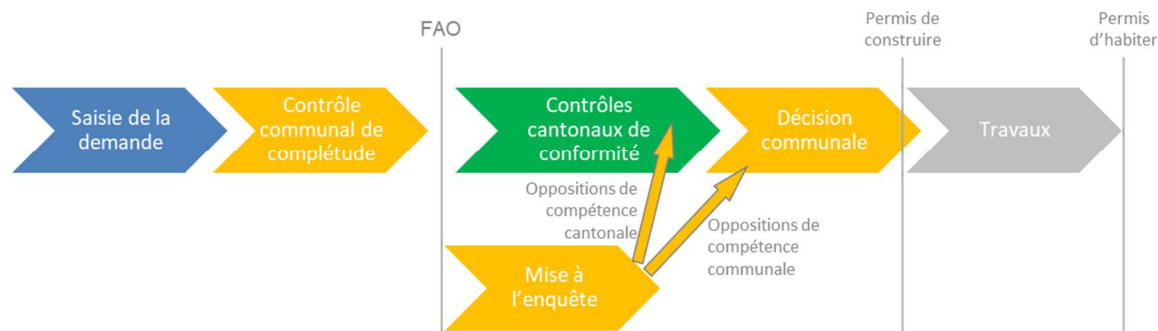 FAO
Permis de
construire
Permis
d'habiter
Saisie de la
demande
Contrôle
communal de
complétude
Contrôles
cantonaux de
conformité
Décision
communale
Travaux
Oppositions de
compétence
cantonale
Oppositions de
compétence
communale
Mise à
l'enquête